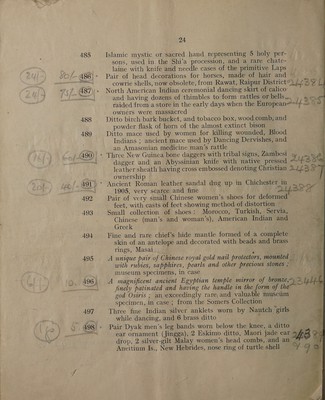 24
485 Islamic mystic or sacred hand representing 5 holy per-
sons, used in the Shi'a procession, and a rare chate-
laine with knife and needle cases of the primitive Laps
486 Pair of head decorations for horses, made of hair and
cowrie shells, now obsolete, from Rawat, Raipus District
487 North American Indian ceremonial dancing skirt of calico
and having dozens of thimbles to form rattles or bells,
raided from a store in the early days when the European
owners were massacred
488 Ditto birch bark bucket, and tobacco box, wood comb, and
powder flask of horn of the almost extinct bison
489 Ditto maze used by women for killing wounded, Blood
Indians; ancient mace used by Dancing Dervishes, and
an Abyssinian medicine man's rattle
490 Three New Guinea bone daggers with tribal signs, Zambesi
dagger and an Abyssinian knife with native pressed
leather sheath having cross embossed denoting Christian
ownership
491 Ancient Roman leather sandal dug up in Chichester in
1905, very scarce and fine
24388
492 Pair of very small Chinese women's shoes for deformed
feet, with casts of feet showing method of distortion
493 Small collection of shoes: Morocco, Turkish, Servia,
Chinese (man's and woman's), American Indian and
Greek
494 Fine and rare chief's hide mantle formed of a complete
skin of an antelope and decorated with beads and brass
rings, Masai
495 A unique pair of Chinese royal gold nail protectors, mounted
with rubies, sapphires, pearls and other precious stones,
museum specimens, in case
496 A magnificent ancient Egyptian temple mirror of bronze,
finely patinated and having the handle in the form of the
god Osiris; an exceedingly rare and valuable museum
specimen, in case; from the Somers Collection
497 Three fine Indian silver anklets worn by Nautch girls
while dancing, and 6 brass ditto
498 Pair Dyak men's leg bands worn below the knee, a ditto
ear ornament (Jingga), 2 Eskimo ditto, Maori jade ear
drop, 2 silver-gilt Malay women's head combs, and an
Aneitium Is., New Hebrides, nose ring of turtle shell